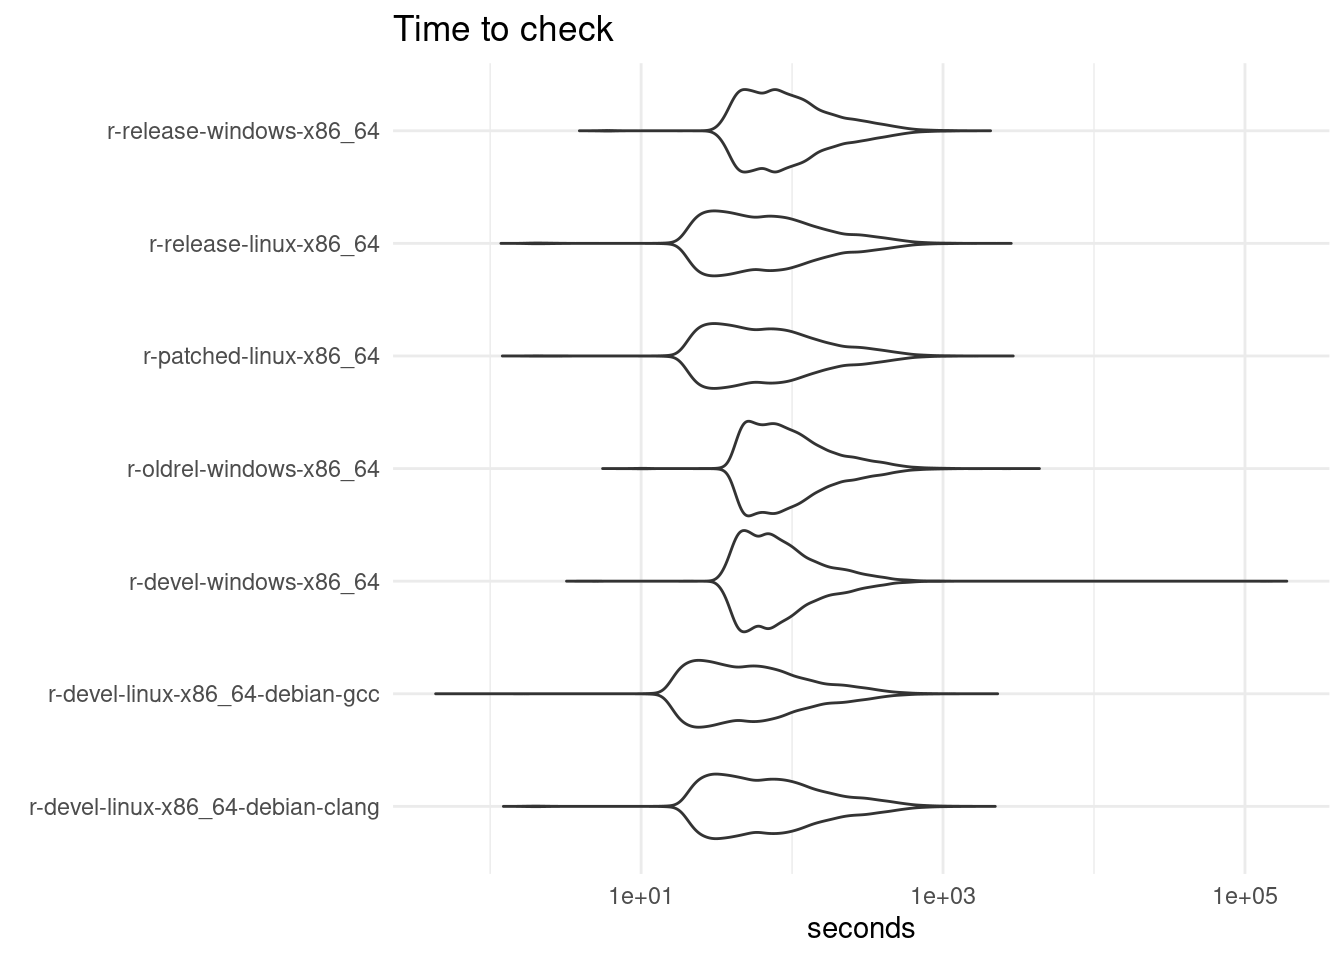 Time to check
r-release-windows-x86_64
r-release-linux-x86_64
r-patched-linux-x86_64
r-oldrel-windows-x86_64
r-devel-windows-x86_64
r-devel-linux-x86_64-debian-gcc
r-devel-linux-x86_64-debian-clang
1e+01 1e+03 1e+05
seconds